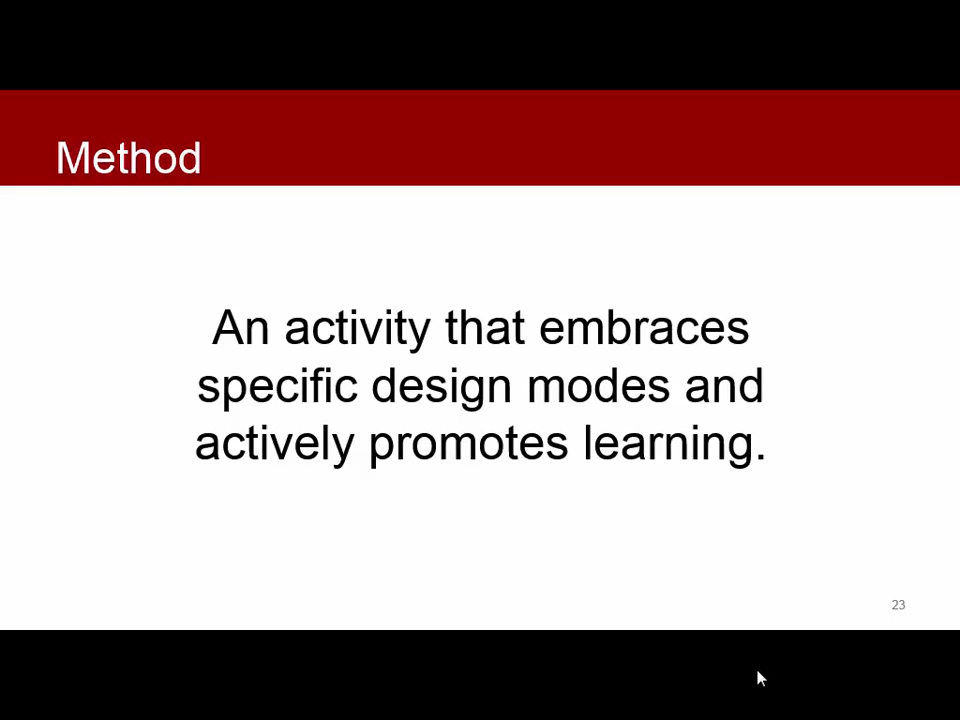 Method
An activity that embraces
specific design modes and
actively promotes learning.
23